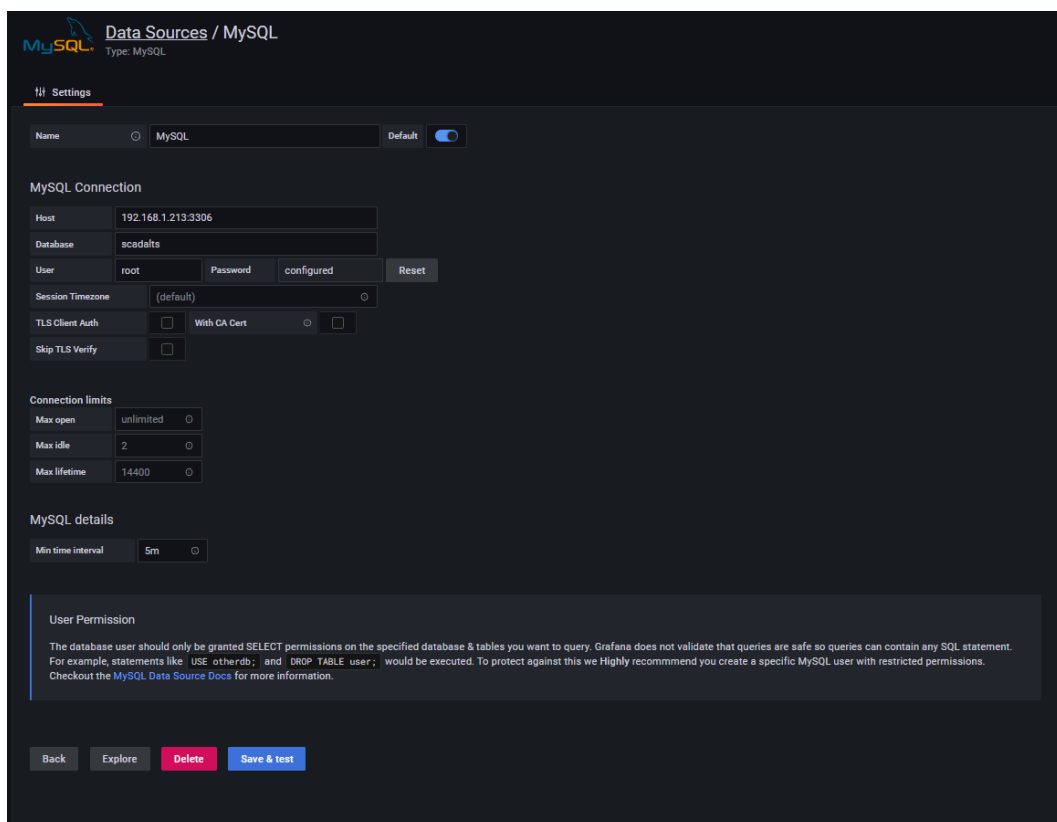 MySQL.
Data Sources / MySQL
Type: MySQL
Settings
Name MySQL Default
MySQL Connection
Host 192.168.1.213:3306
Database scadalts
User root Password configured Reset
Session Timezone (default)
TLS Client Auth With CA Cert
Skip TLS Verify
Connection limits
Max open unlimited
Max idle 2
Max lifetime 14400
MySQL details
Min time interval 5m
User Permission
The database user should only be granted SELECT permissions on the specified database & tables you want to query. Grafana does not validate that queries are safe so queries can contain any SQL statement.
For example, statements like USE otherdb; and DROP TABLE user; would be executed. To protect against this we Highly recommmend you create a specific MySQL user with restricted permissions.
Checkout the MySQL Data Source Docs for more information.
Back Explore Delete Save & test